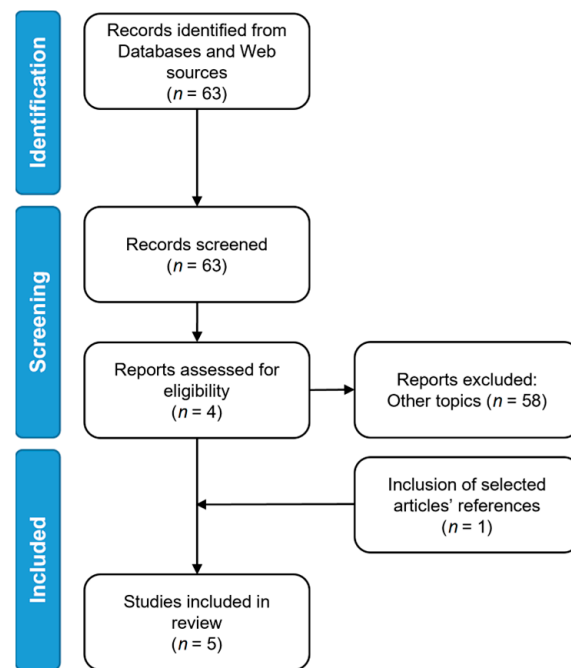 Identification
Records identified from
Databases and Web
sources
(n = 63)
Screening
Records screened
(n = 63)
Reports assessed for
eligibility
(n = 4)
Reports excluded:
Other topics (n = 58)
Included
Inclusion of selected
articles’ references
(n = 1)
Studies included in
review
(n = 5)